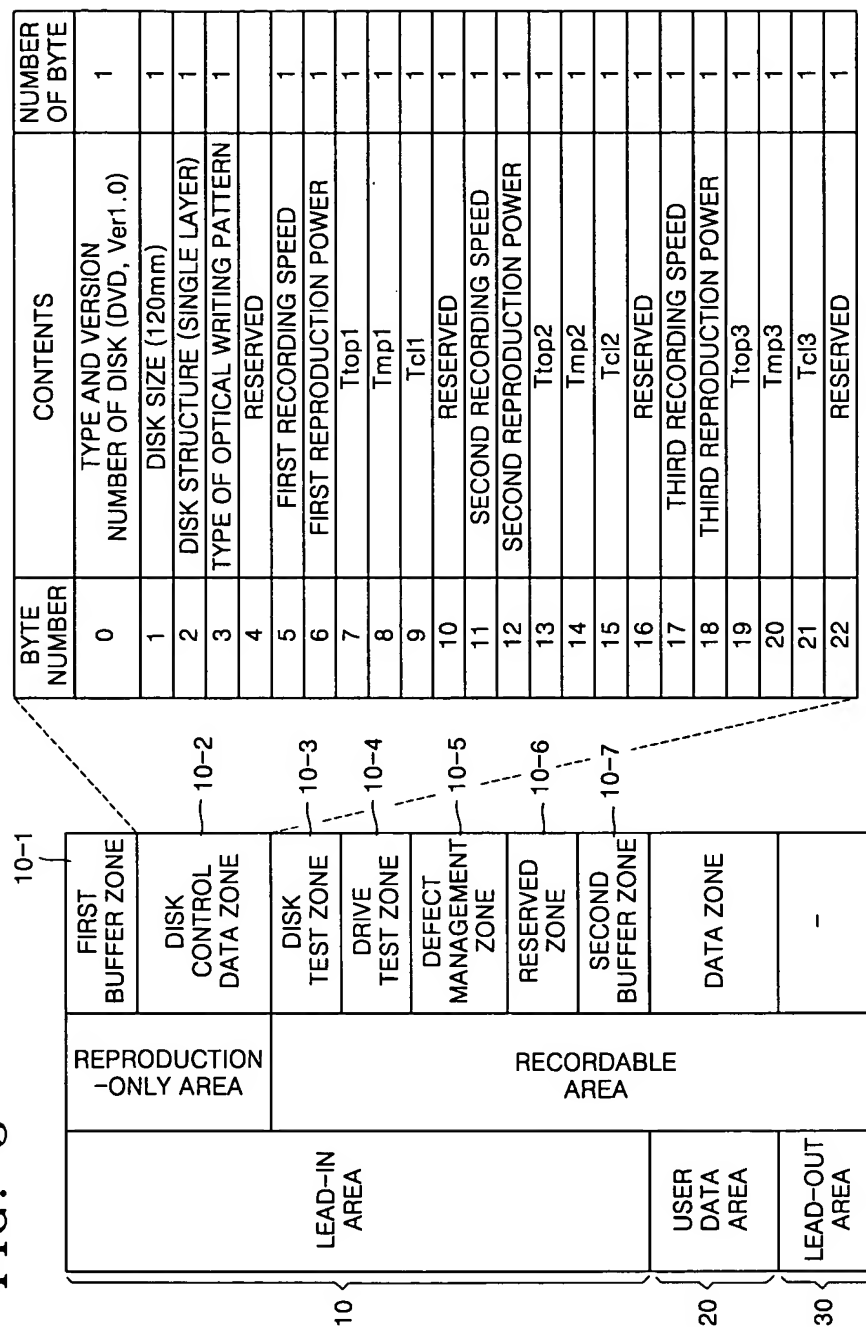 FIG.
10
20
30
LEAD-IN
AREA
USER
DATA
AREA
LEAD-OUT
AREA
REPRODUCTION
-ONLY AREA
RECORDABLE
AREA
FIRST
BUFFER ZONE
DISK
CONTROL
DATA ZONE
DISK
TEST ZONE
DRIVE
TEST ZONE
DEFECT
MANAGEMENT
ZONE
RESERVED
ZONE
SECOND
BUFFER ZONE
DATA ZONE
-
10-1
10-2
10-3
10-4
10-5
10-6
10-7
BYTE NUMBER CONTENTS NUMBER OF BYTE
0 TYPE AND VERSION NUMBER OF DISK (DVD, Ver1.0) 1
1 DISK SIZE (120mm) 1
2 DISK STRUCTURE (SINGLE LAYER) 1
3 TYPE OF OPTICAL WRITING PATTERN 1
4 RESERVED
5 FIRST RECORDING SPEED 1
6 FIRST REPRODUCTION POWER 1
7 Ttop1 1
8 Tmp1 1
9 Tcl1 1
10 RESERVED 1
11 SECOND RECORDING SPEED 1
12 SECOND REPRODUCTION POWER 1
13 Ttop2 1
14 Tmp2 1
15 Tcl2 1
16 RESERVED 1
17 THIRD RECORDING SPEED 1
18 THIRD REPRODUCTION POWER 1
19 Ttop3 1
20 Tmp3 1
21 Tcl3 1
22 RESERVED 1